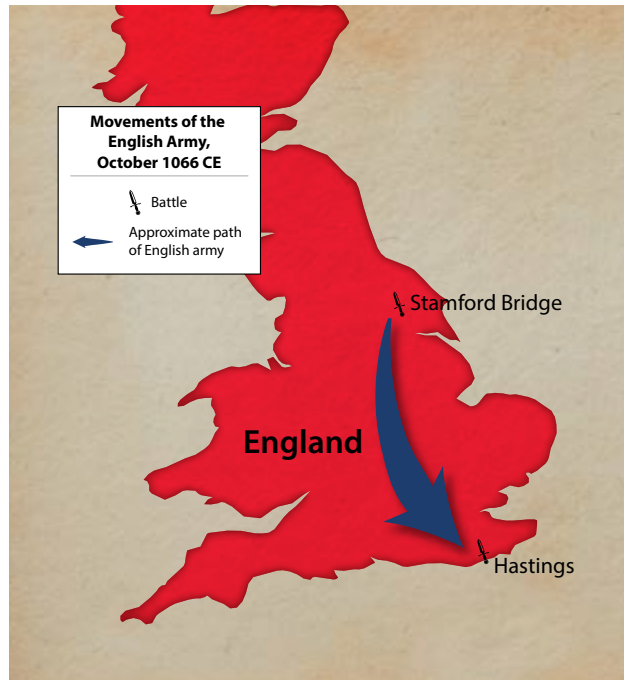 Movements of the
English Army,
October 1066 CE
Battle
Approximate path
of English army
Stamford Bridge
England
Hastings